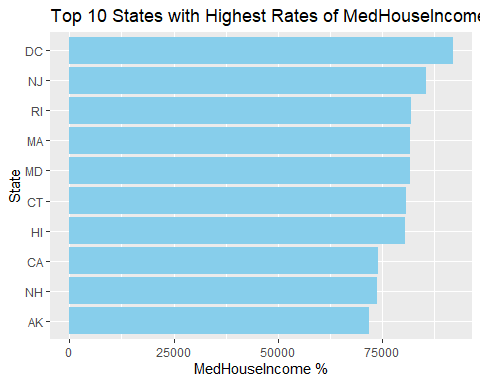 Top 10 States with Highest Rates of MedHouseIncome
DC
NJ
RI
MA
MD
CT
HI
CA
NH
AK
State
0 25000 50000 75000
MedHouseIncome %